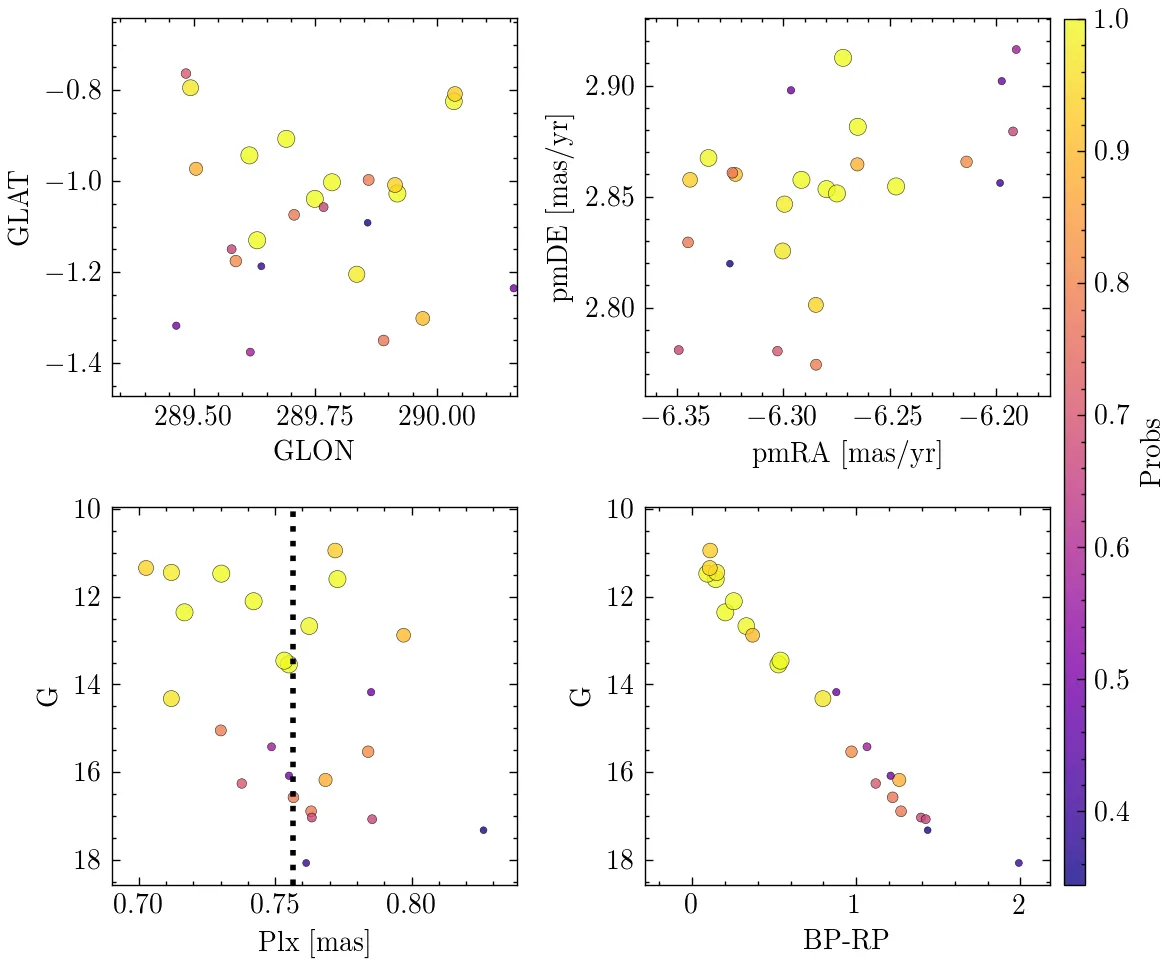 −0.8
−1.0
−1.2
−1.4
GLAT
289.50 289.75 290.00
GLON
2.90
2.85
2.80
pmDE [mas/yr]
−6.35 −6.30 −6.25 −6.20
pmRA [mas/yr]
10
12
14
16
18
G
0.70 0.75 0.80
Plx [mas]
10
12
14
16
18
G
0 1 2
BP-RP
1.0
0.9
0.8
0.7
0.6
0.5
0.4
Probs